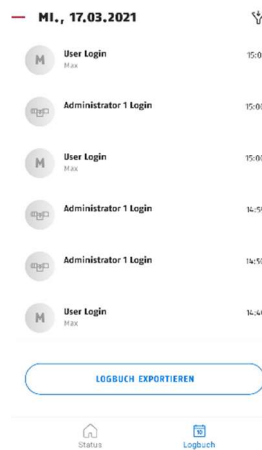 MI., 17.03.2021
M
User Login
Max
Administrator 1 Login
M
User Login
Max
Administrator 1 Login
Administrator 1 Login
M
User Login
Max
LOGBUCH EXPORTIEREN
10
Status
Logbuch